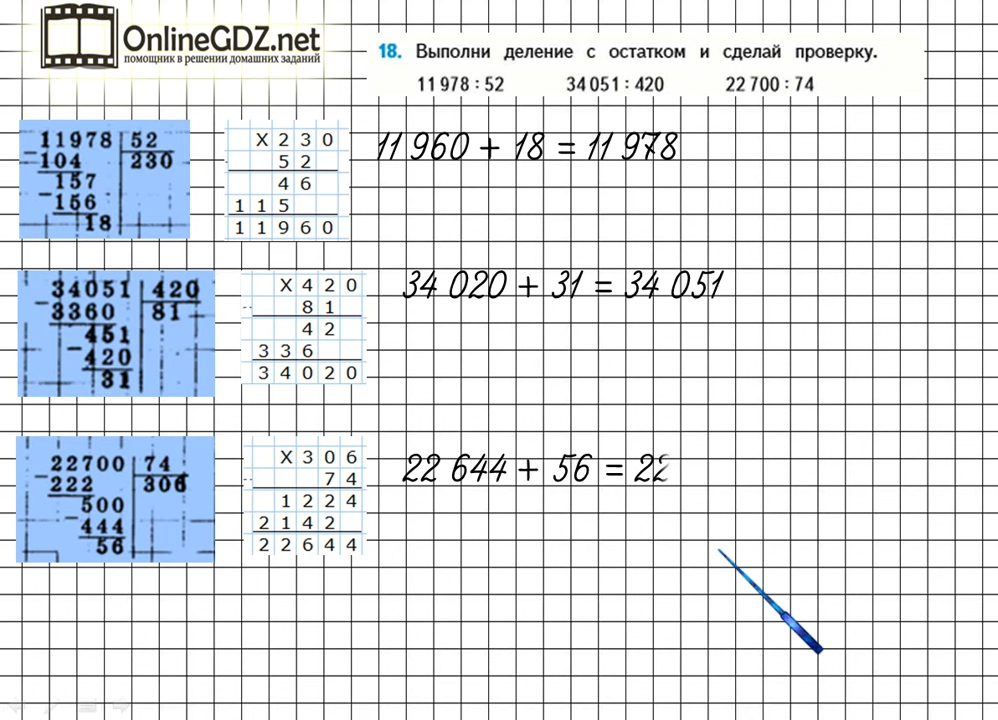 OnlineGDZ.net
помощник в решении домашних заданий
18. Выполни деление с остатком и сделай проверку.
11 978 : 52 34 051 : 420 22 700 : 74
11978 52
104 230
157
156
18
X 2 3 0
5 2
4 6
1 1 5
1 1 9 6 0
11 960 + 18 = 11 978
34051 420
3360 81
451
420
31
X 4 2 0
8 1
4 2
3 3 6
3 4 0 2 0
34 020 + 31 = 34 051
22700 74
222 306
500
444
56
X 3 0 6
7 4
1 2 2 4
2 1 4 2
2 2 6 4 4
22 644 + 56 = 22